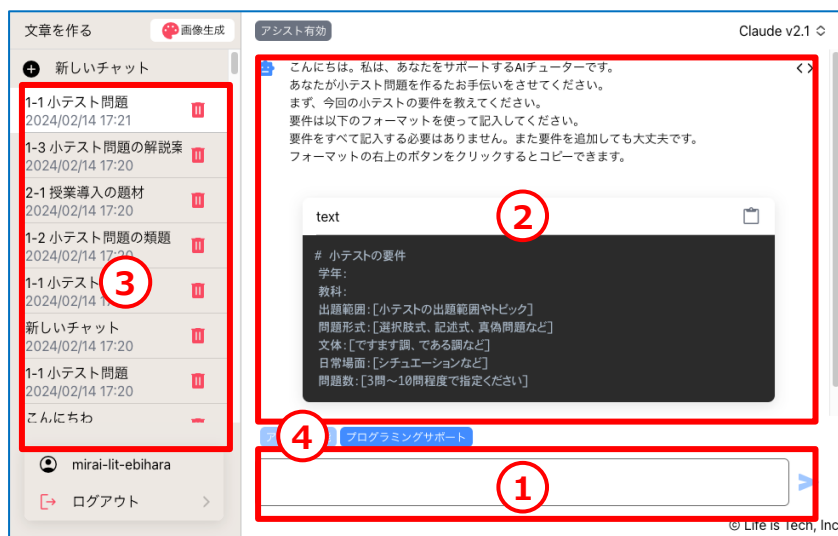 文章を作る
画像生成
新しいチャット
1-1 小テスト問題
2024/02/14 17:21
1-3 小テスト問題の解説案
2024/02/14 17:20
2-1 授業導入の題材
2024/02/14 17:20
1-2 小テスト問題の類題
2024/02/14 17:20
1-1 小テスト
2024/02/14
③
新しいチャット
2024/02/14 17:20
1-1 小テスト問題
2024/02/14 17:20
こんにちわ
mirai-lit-ebihara
ログアウト
アシスト有効
Claude v2.1
こんにちは。私は、あなたをサポートするAIチューターです。
あなたが小テスト問題を作るたお手伝いをさせてください。
まず、今回の小テストの要件を教えてください。
要件は以下のフォーマットを使って記入してください。
要件をすべて記入する必要はありません。また要件を追加しても大丈夫です。
フォーマットの右上のボタンをクリックするとコピーできます。
text
②
# 小テストの要件
学年:
教科:
出題範囲:[小テストの出題範囲やトピック]
問題形式:[選択肢式、記述式、真偽問題など]
文体:[ですます調、である調など]
日常場面:[シチュエーションなど]
問題数:[3問〜10問程度で指定ください]
④
プログラミングサポート
①
© Life is Tech, Inc